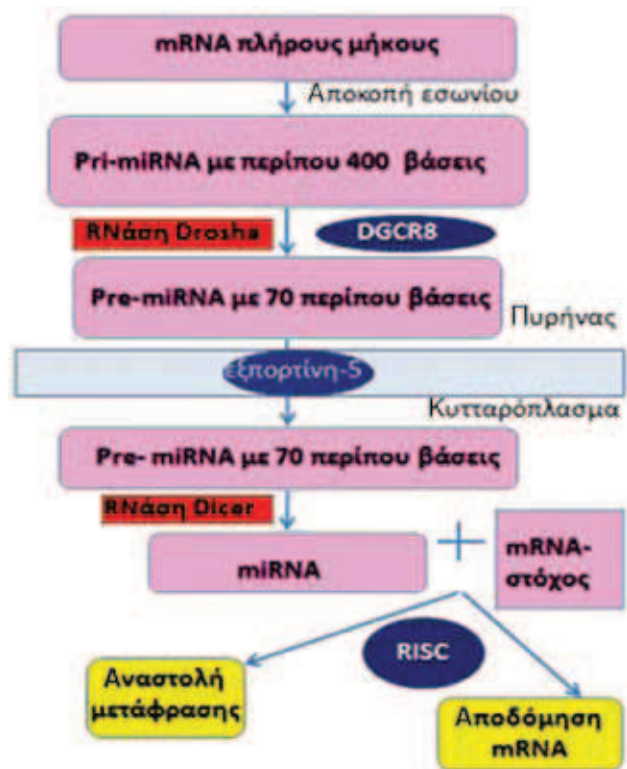 mRNA πλήρους μήκους
Αποκοπή εσωνίου
Pri-miRNA με περίπου 400 βάσεις
RNάση Drosha
DGCR8
Pre-miRNA με 70 περίπου βάσεις
Πυρήνας
εξπορτίνη-5
Κυτταρόπλασμα
Pre- miRNA με 70 περίπου βάσεις
RNάση Dicer
miRNA
+
mRNA-
στόχος
RISC
Αναστολή
μετάφρασης
Αποδόμηση
mRNA